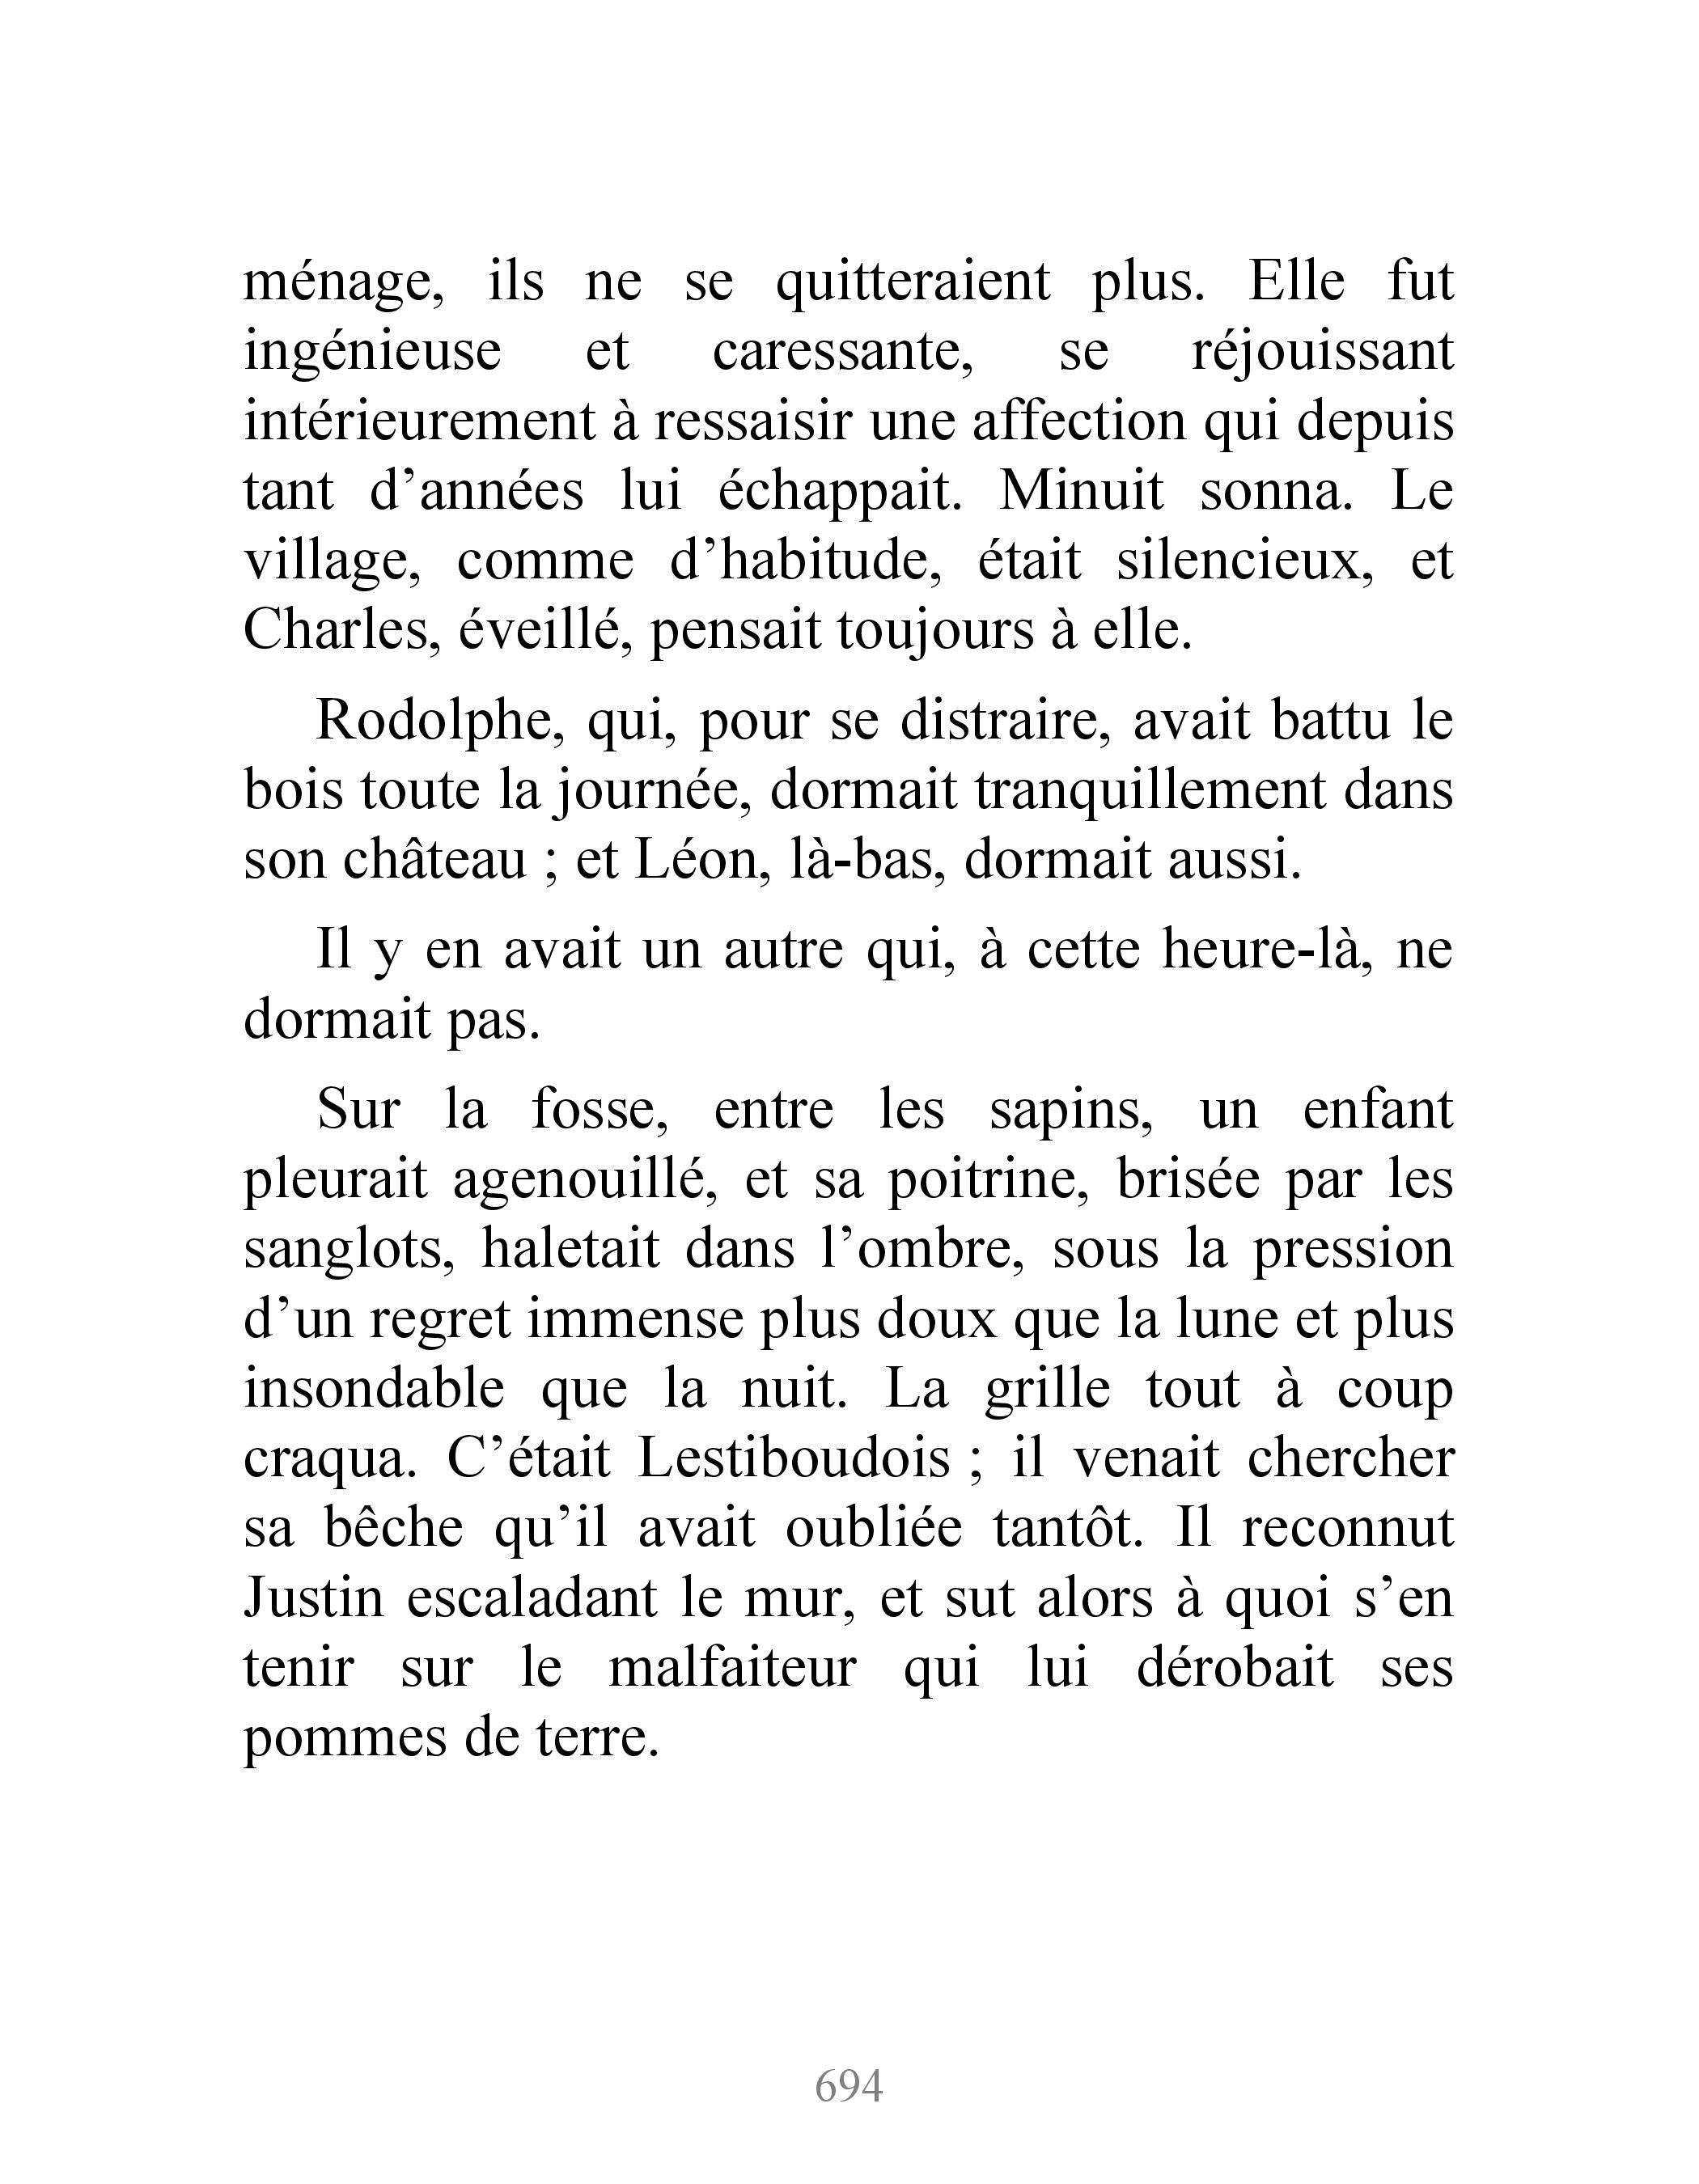 ménage, ils ne se quitteraient plus. Elle fut
ingénieuse et caressante, se réjouissant
intérieurement à ressaisir une affection qui depuis
tant d’années lui échappait. Minuit sonna. Le
village, comme d’habitude, était silencieux, et
Charles, éveillé, pensait toujours à elle.
Rodolphe, qui, pour se distraire, avait battu le
bois toute la journée, dormait tranquillement dans
son château ; et Léon, là-bas, dormait aussi.
Il y en avait un autre qui, à cette heure-là, ne
dormait pas.
Sur la fosse, entre les sapins, un enfant
pleurait agenouillé, et sa poitrine, brisée par les
sanglots, haletait dans l’ombre, sous la pression
d’un regret immense plus doux que la lune et plus
insondable que la nuit. La grille tout à coup
craqua. C’était Lestiboudois ; il venait chercher
sa bêche qu’il avait oubliée tantôt. Il reconnut
Justin escaladant le mur, et sut alors à quoi s’en
tenir sur le malfaiteur qui lui dérobait ses
pommes de terre.
694